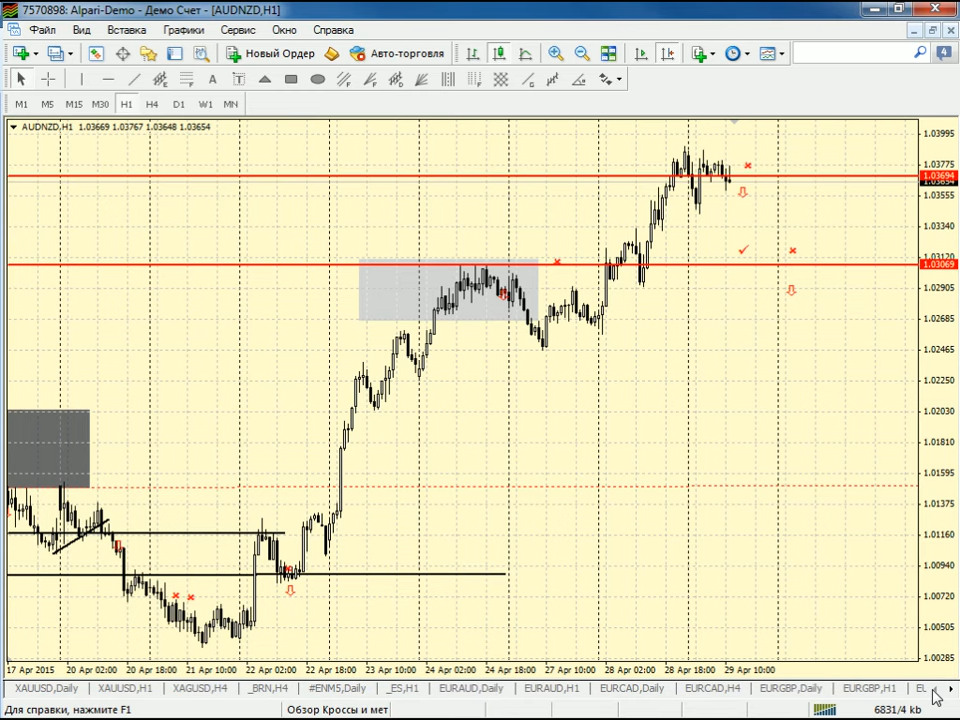 7570898: Alpari-Demo - Демо Счет - [AUDNZD,H1]
Файл Вид Вставка Графики Сервис Окно Справка
Новый Ордер Авто-торговля 4
A T
M1 M5 M15 M30 H1 H4 D1 W1 MN
AUDNZD,H1 1.03669 1.03767 1.03648 1.03654
1.03995
1.03775
1.03694
1.03555
1.03340
1.03120
1.03069
1.02905
1.02685
1.02465
1.02250
1.02030
1.01810
1.01595
1.01375
1.01160
1.00940
1.00720
1.00505
1.00285
17 Apr 2015 20 Apr 02:00 20 Apr 18:00 21 Apr 10:00 22 Apr 02:00 22 Apr 18:00 23 Apr 10:00 24 Apr 02:00 24 Apr 18:00 27 Apr 10:00 28 Apr 02:00 28 Apr 18:00 29 Apr 10:00
XAUUSD,Daily XAUUSD,H1 XAGUSD,H4 _BRN,H4 #ENM5,Daily _ES,H1 EURAUD,Daily EURAUD,H1 EURCAD,Daily EURCAD,H4 EURGBP,Daily EURGBP,H1
Для справки, нажмите F1 Обзор Кроссы и мет 6831/4 kb